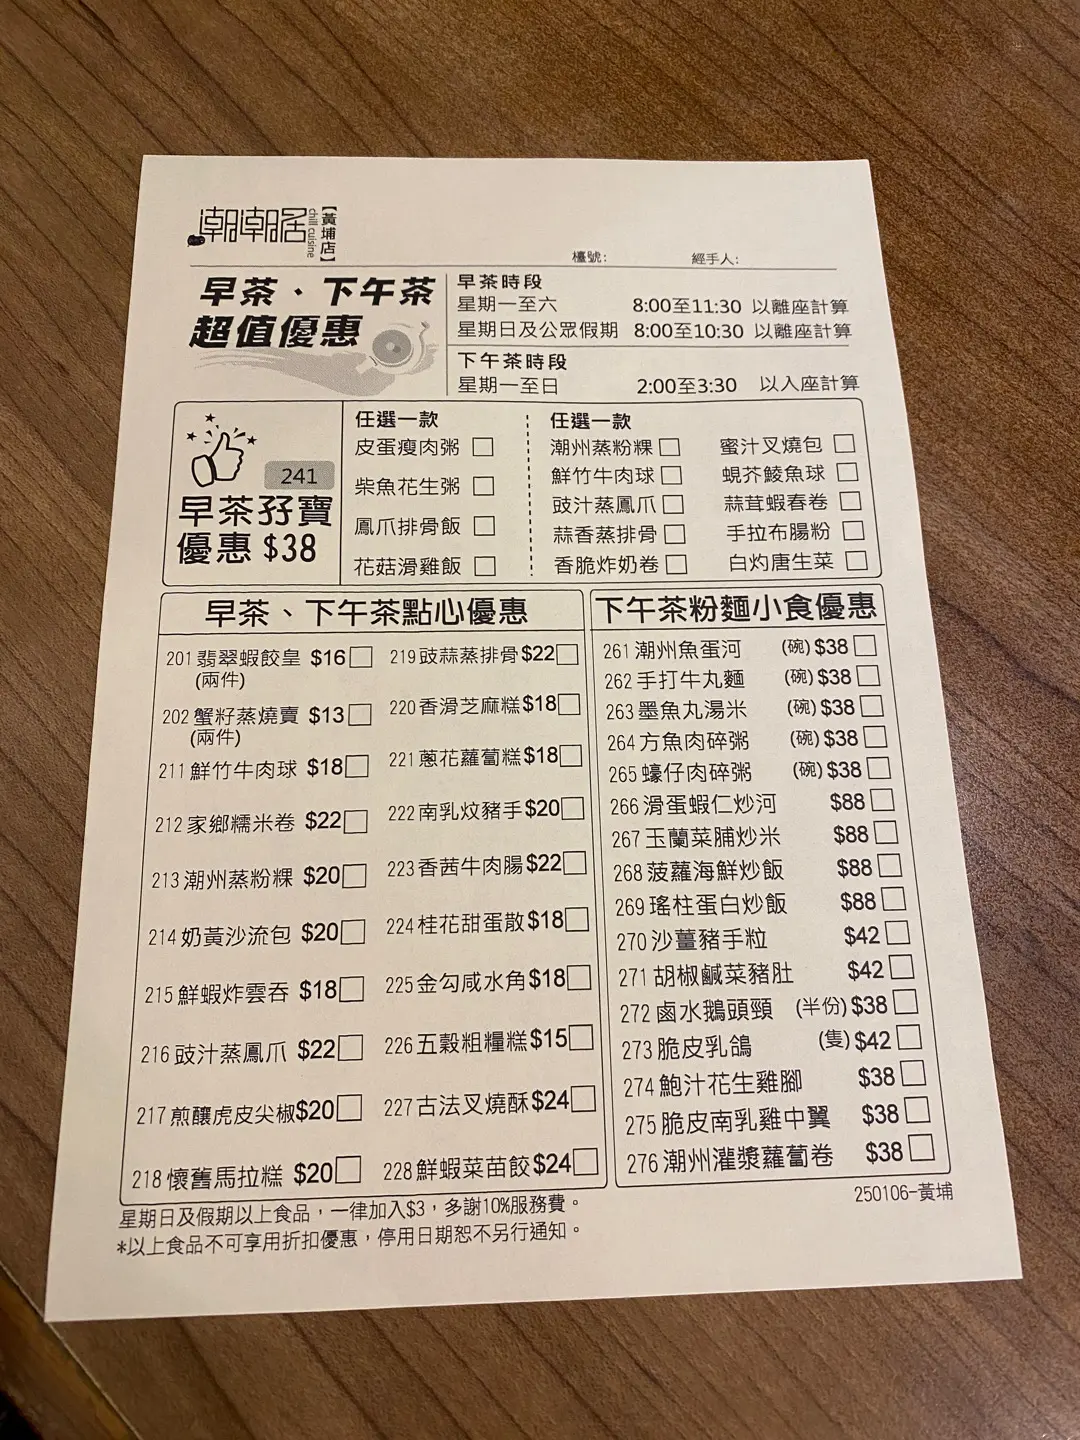 潮潮居
chill cuisine
【黃埔店】
檯號:
經手人:
早茶、下午茶
超值優惠
早茶時段
星期一至六 8:00至11:30 以離座計算
星期日及公眾假期 8:00至10:30 以離座計算
下午茶時段
星期一至日 2:00至3:30 以入座計算
241
早茶孖寶
優惠 $38
任選一款
皮蛋瘦肉粥
柴魚花生粥
鳳爪排骨飯
花菇滑雞飯
任選一款
潮州蒸粉粿 蜜汁叉燒包
鮮竹牛肉球 蜆芥鯪魚球
豉汁蒸鳳爪 蒜茸蝦春卷
蒜香蒸排骨 手拉布腸粉
香脆炸奶卷 白灼唐生菜
早茶、下午茶點心優惠
201 翡翠蝦餃皇 $16
(兩件)
202 蟹籽蒸燒賣 $13
(兩件)
211 鮮竹牛肉球 $18
212 家鄉糯米卷 $22
213 潮州蒸粉粿 $20
214 奶黃沙流包 $20
215 鮮蝦炸雲吞 $18
216 豉汁蒸鳳爪 $22
217 煎釀虎皮尖椒 $20
218 懷舊馬拉糕 $20
219 豉蒜蒸排骨 $22
220 香滑芝麻糕 $18
221 蔥花蘿蔔糕 $18
222 南乳炆豬手 $20
223 香茜牛肉腸 $22
224 桂花甜蛋散 $18
225 金勾咸水角 $18
226 五穀粗糧糕 $15
227 古法叉燒酥 $24
228 鮮蝦菜苗餃 $24
下午茶粉麵小食優惠
261 潮州魚蛋河 (碗) $38
262 手打牛丸麵 (碗) $38
263 墨魚丸湯米 (碗) $38
264 方魚肉碎粥 (碗) $38
265 蠔仔肉碎粥 (碗) $38
266 滑蛋蝦仁炒河 $88
267 玉蘭菜脯炒米 $88
268 菠蘿海鮮炒飯 $88
269 瑤柱蛋白炒飯 $88
270 沙薑豬手粒 $42
271 胡椒鹹菜豬肚 $42
272 鹵水鵝頭頸 (半份) $38
273 脆皮乳鴿 (隻) $42
274 鮑汁花生雞腳 $38
275 脆皮南乳雞中翼 $38
276 潮州灌漿蘿蔔卷 $38
星期日及假期以上食品，一律加入$3，多謝10%服務費。
*以上食品不可享用折扣優惠，停用日期恕不另行通知。
250106-黃埔